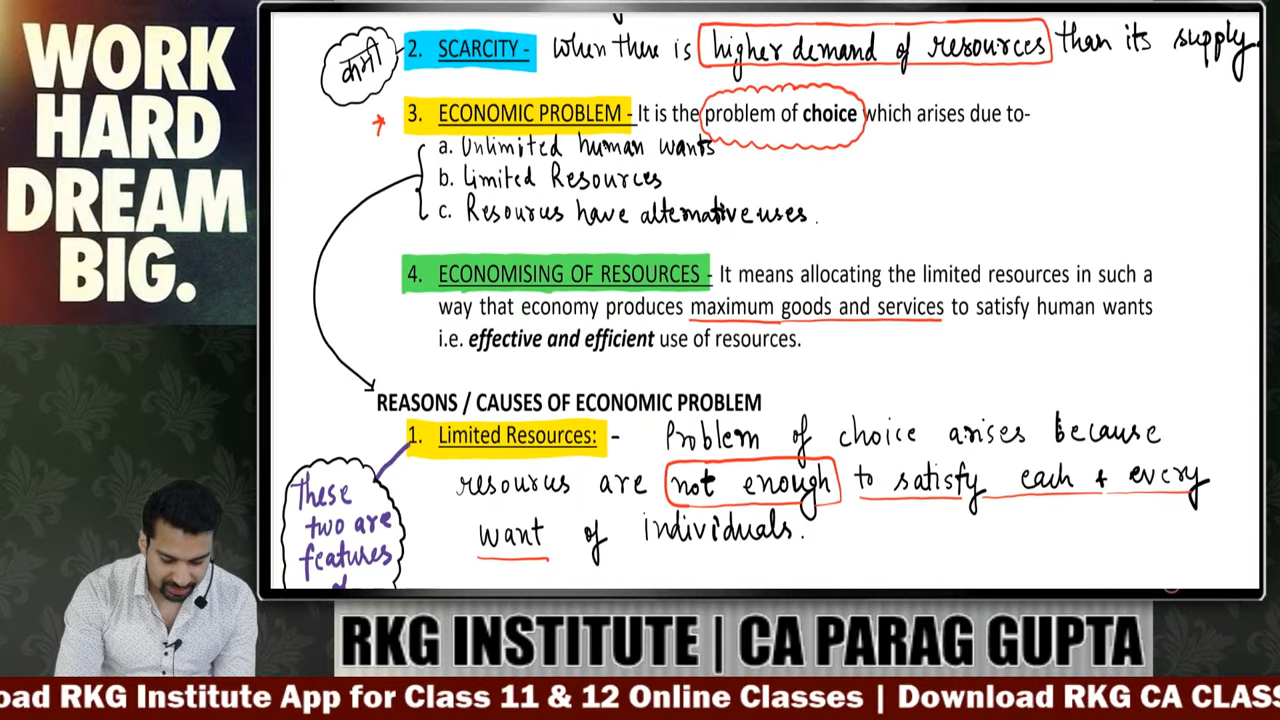 WORK
HARD
DREAM
BIG.
कमी
2. SCARCITY - When there is higher demand of resources than its supply.
3. ECONOMIC PROBLEM - It is the problem of choice which arises due to-
a. Unlimited human wants
b. Limited Resources
c. Resources have alternative uses.
4. ECONOMISING OF RESOURCES - It means allocating the limited resources in such a
way that economy produces maximum goods and services to satisfy human wants
i.e. effective and efficient use of resources.
REASONS / CAUSES OF ECONOMIC PROBLEM
1. Limited Resources: - Problem of choice arises because
resources are not enough to satisfy each & every
want of individuals.
These
two are
features
RKG INSTITUTE | CA PARAG GUPTA
oad RKG Institute App for Class 11 & 12 Online Classes | Download RKG CA CLASS